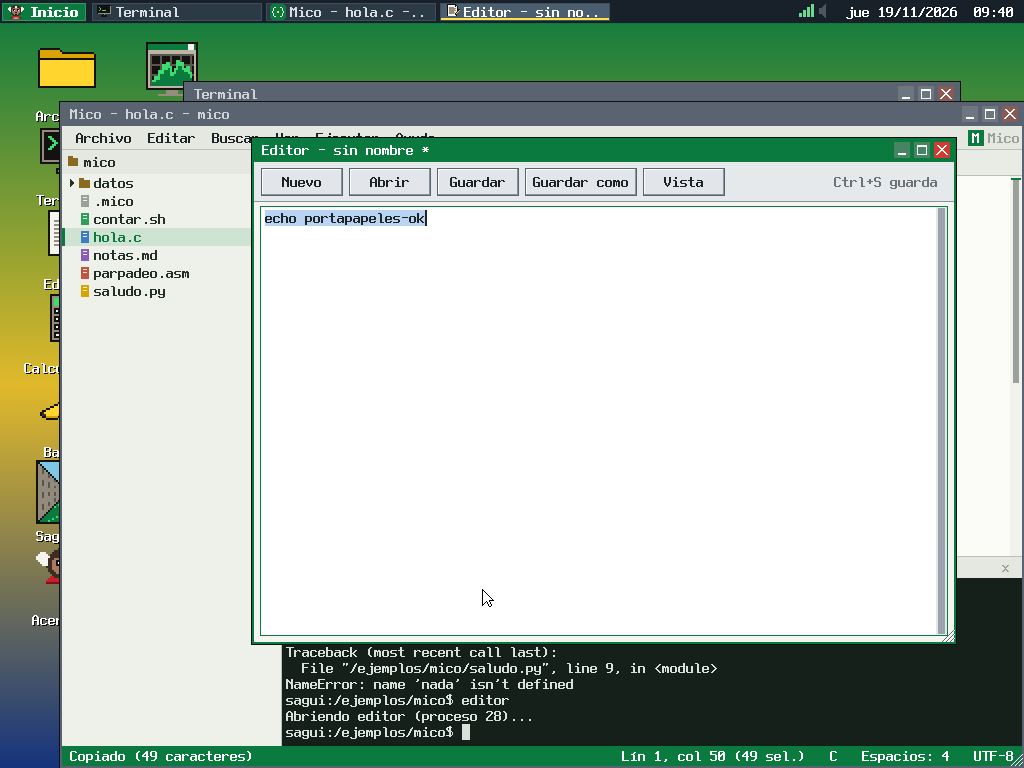 Inicio
Terminal
Mico - hola.c -..
Editor - sin no..
jue 19/11/2026 09:40
Terminal
Mico - hola.c - mico
Archivo Editar
Editor - sin nombre *
Mico
mico
Nuevo Abrir Guardar Guardar como Vista Ctrl+S guarda
datos
.mico
contar.sh
hola.c
notas.md
parpadeo.asm
saludo.py
echo portapapeles-ok
x
Traceback (most recent call last):
File "/ejemplos/mico/saludo.py", line 9, in <module>
NameError: name 'nada' isn't defined
sagui:/ejemplos/mico$ editor
Abriendo editor (proceso 28)...
sagui:/ejemplos/mico$
Copiado (49 caracteres)
Lín 1, col 50 (49 sel.) C Espacios: 4 UTF-8